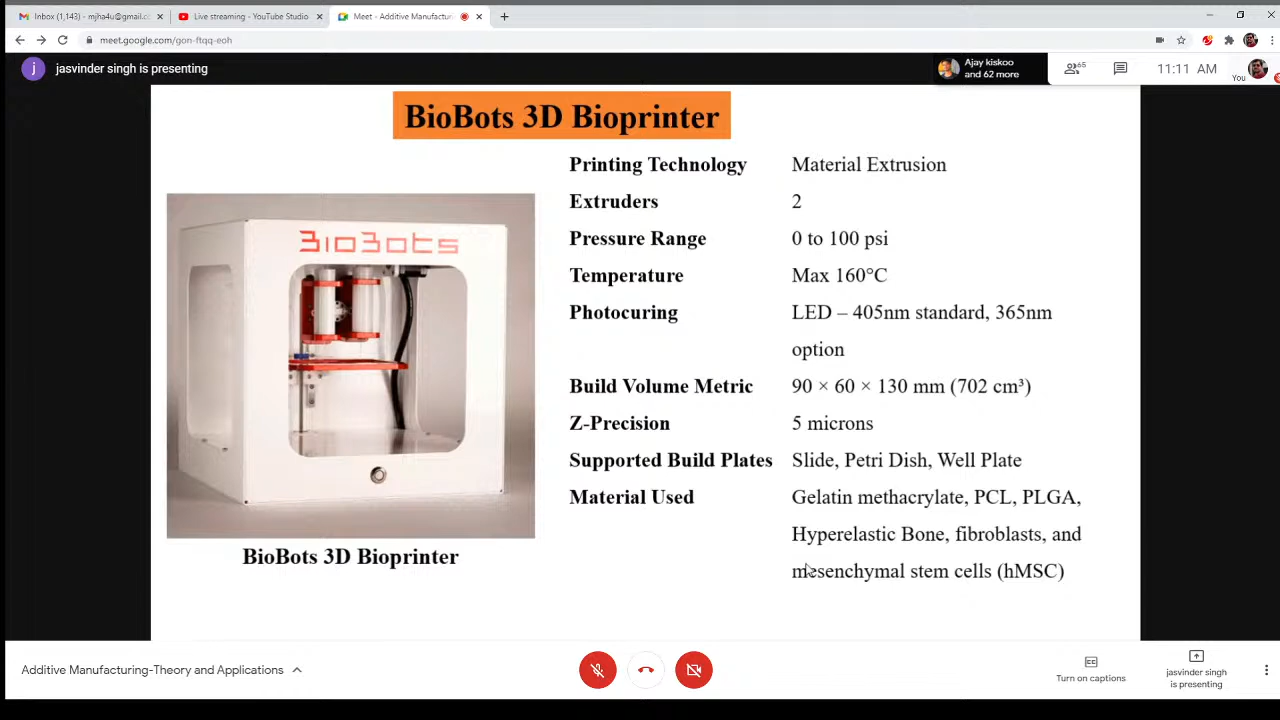 Inbox (1,143) - mjha4u@gmail.c
Live streaming - YouTube Studio
Meet - Additive Manufactur
meet.google.com/gon-ftqq-eoh
j
jasvinder singh is presenting
Ajay kiskoo
and 62 more
65
11:11 AM
You
BioBots 3D Bioprinter
Printing Technology Material Extrusion
Extruders 2
Pressure Range 0 to 100 psi
Temperature Max 160°C
Photocuring LED – 405nm standard, 365nm
option
Build Volume Metric 90 × 60 × 130 mm (702 cm³)
Z-Precision 5 microns
Supported Build Plates Slide, Petri Dish, Well Plate
Material Used Gelatin methacrylate, PCL, PLGA,
Hyperelastic Bone, fibroblasts, and
mesenchymal stem cells (hMSC)
BioBots
BioBots 3D Bioprinter
Additive Manufacturing-Theory and Applications
CC
Turn on captions
jasvinder singh
is presenting